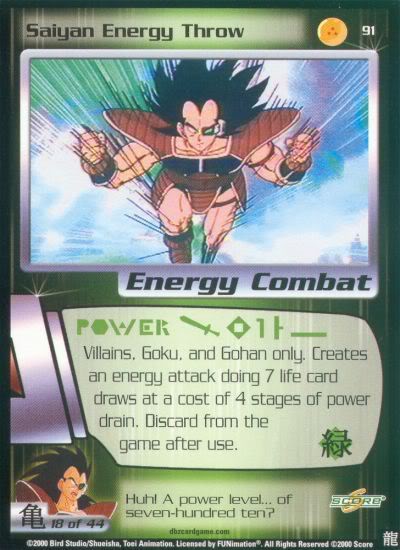 Saiyan Energy Throw
91
Energy Combat
POWER
Villains, Goku, and Gohan only. Creates
an energy attack doing 7 life card
draws at a cost of 4 stages of power
drain. Discard from the
game after use.
緑
Huh! A power level... of
seven-hundred ten?
SCORE
亀 18 of 44
dbzcardgame.com
龍
©2000 Bird Studio/Shueisha, Toei Animation. Licensed by FUNimation®. All Rights Reserved ©2000 Score